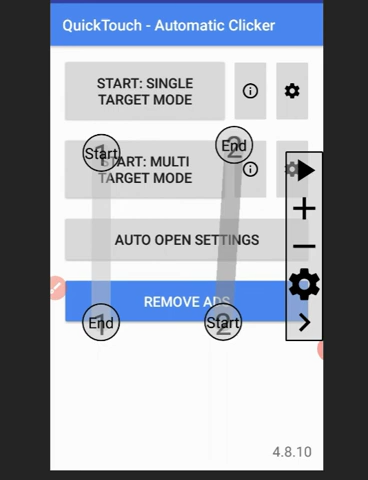 QuickTouch - Automatic Clicker
START: SINGLE
TARGET MODE
1
Start
2
End
START: MULTI
TARGET MODE
AUTO OPEN SETTINGS
REMOVE ADS
1
End
2
Start
4.8.10